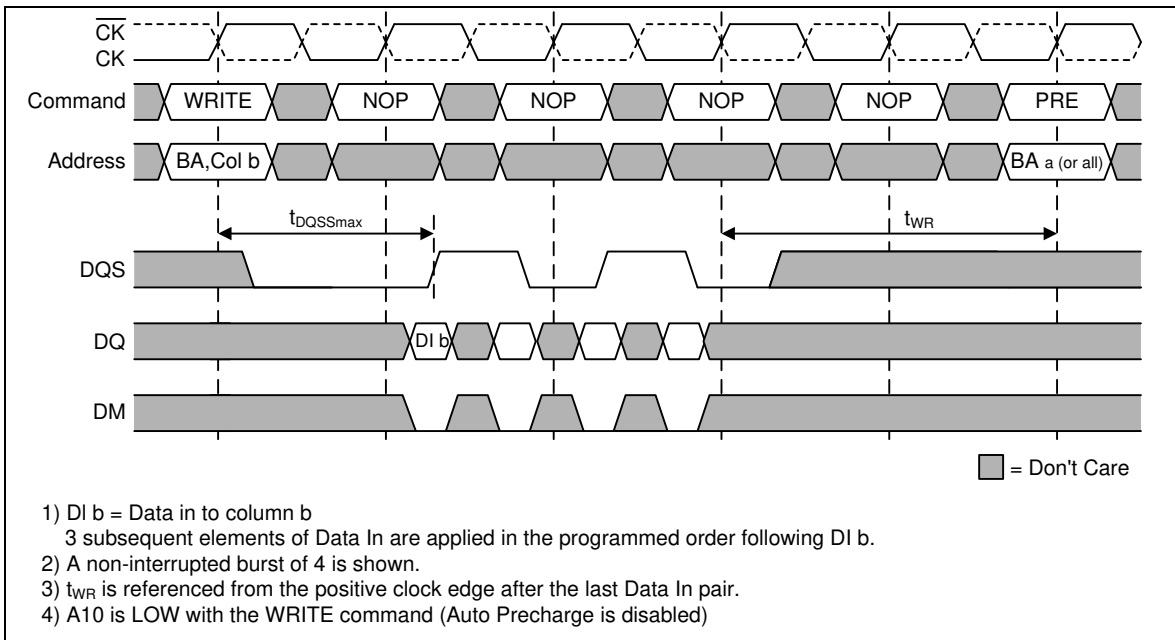 CK
CK
Command WRITE NOP NOP NOP NOP PRE
Address BA,Col b BA a (or all)
tDQSSmax tWR
DQS
DQ DI b
DM
= Don't Care
1) DI b = Data in to column b
3 subsequent elements of Data In are applied in the programmed order following DI b.
2) A non-interrupted burst of 4 is shown.
3) tWR is referenced from the positive clock edge after the last Data In pair.
4) A10 is LOW with the WRITE command (Auto Precharge is disabled)